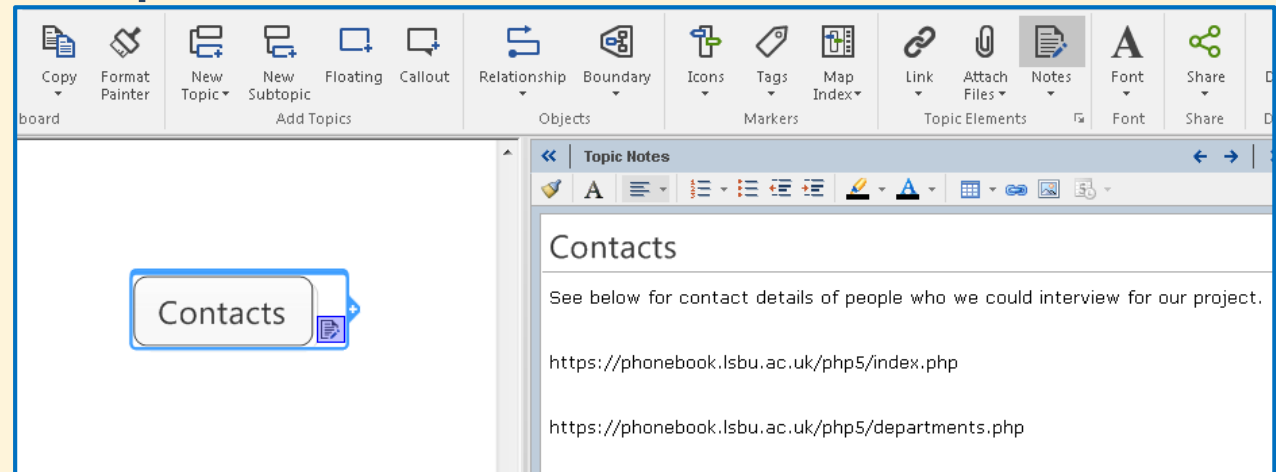 Copy
Format Painter
New Topic
New Subtopic
Floating
Callout
Relationship
Boundary
Icons
Tags
Map Index
Link
Attach Files
Notes
Font
Share
board
Add Topics
Objects
Markers
Topic Elements
Font
Share
Topic Notes
Contacts
See below for contact details of people who we could interview for our project.
Contacts
https://phonebook.lsbu.ac.uk/php5/index.php
https://phonebook.lsbu.ac.uk/php5/departments.php